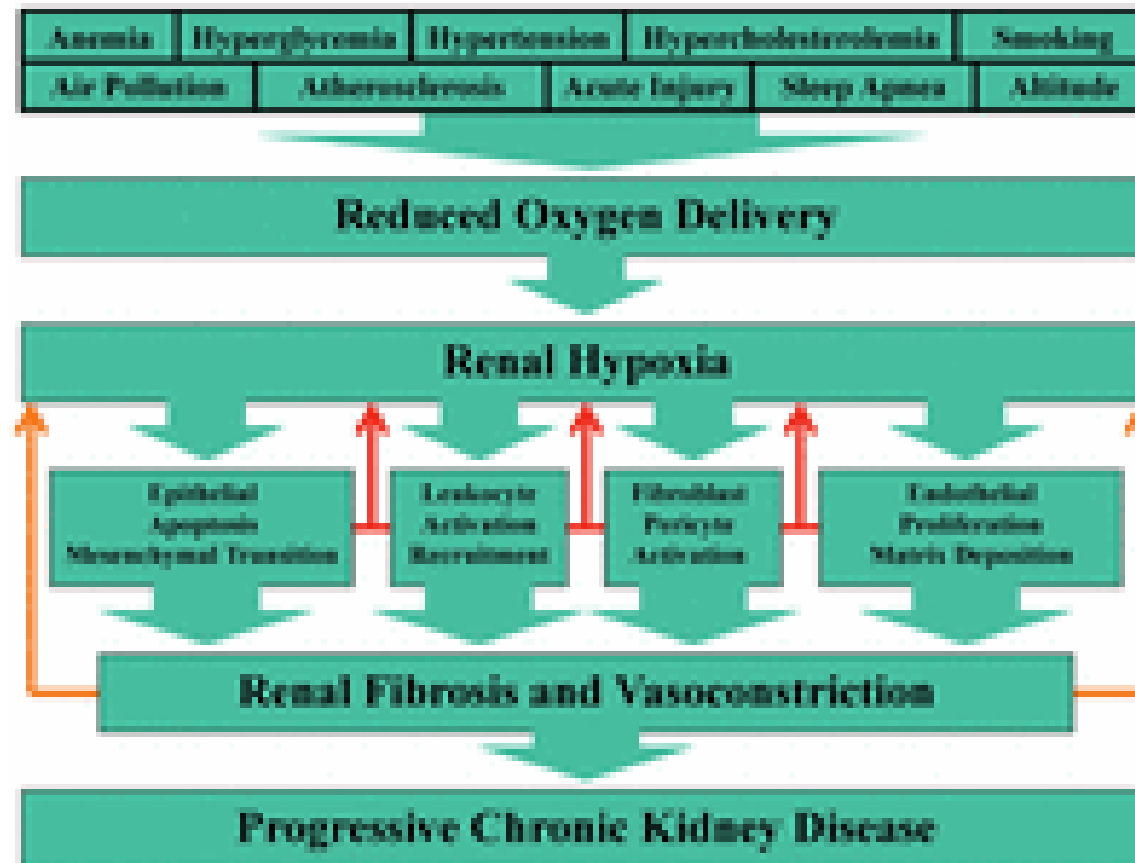 Anemia Hyperglycemia Hypertension Hypercholesterolemia Smoking
Air Pollution Atherosclerosis Acute Injury Sleep Apnea Altitude
Reduced Oxygen Delivery
Renal Hypoxia
Epithelial
Apoptosis
Mesenchymal Transition
Leukocyte
Activation
Recruitment
Fibroblast
Pericyte
Activation
Endothelial
Proliferation
Matrix Deposition
Renal Fibrosis and Vasoconstriction
Progressive Chronic Kidney Disease